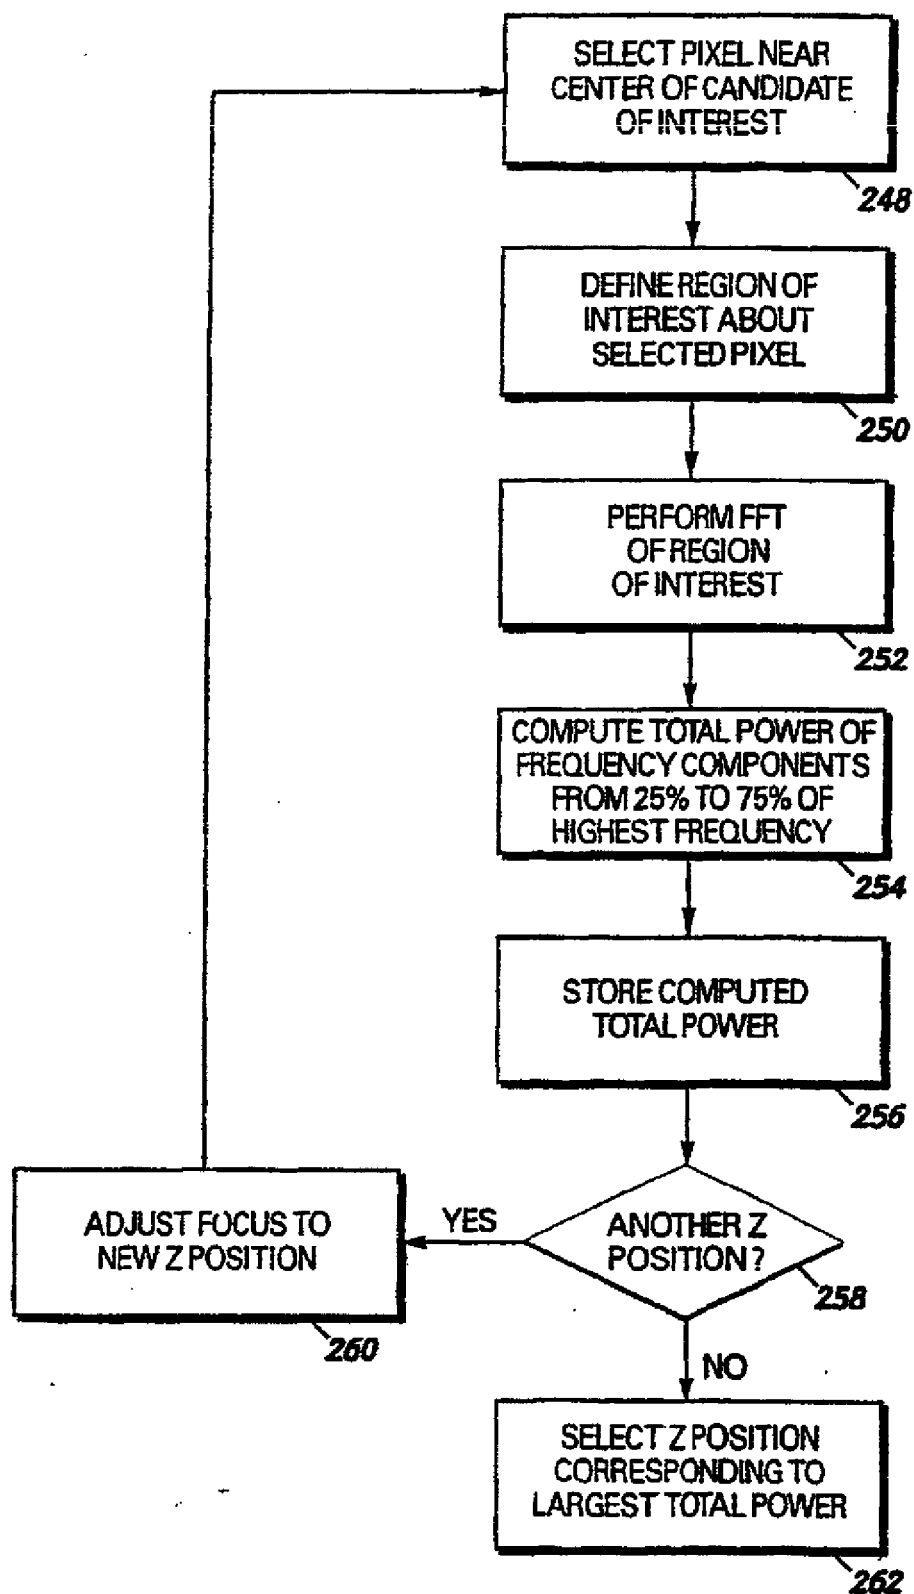 SELECT PIXEL NEAR
CENTER OF CANDIDATE
OF INTEREST
248
DEFINE REGION OF
INTEREST ABOUT
SELECTED PIXEL
250
PERFORM FFT
OF REGION
OF INTEREST
252
COMPUTE TOTAL POWER OF
FREQUENCY COMPONENTS
FROM 25% TO 75% OF
HIGHEST FREQUENCY
254
STORE COMPUTED
TOTAL POWER
256
ANOTHER Z
POSITION?
258
YES
ADJUST FOCUS TO
NEW Z POSITION
260
NO
SELECT Z POSITION
CORRESPONDING TO
LARGEST TOTAL POWER
262